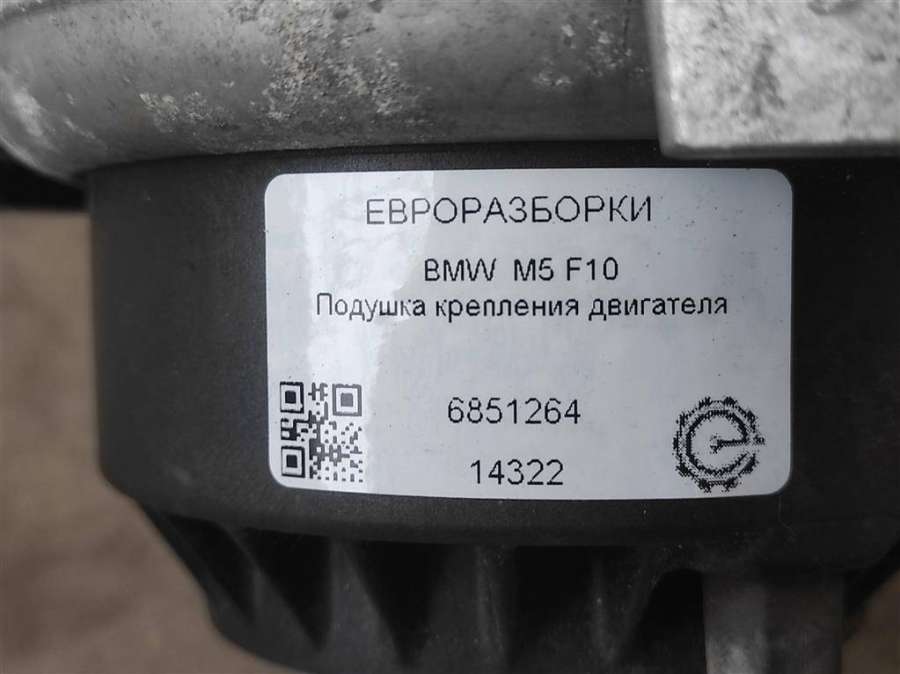 ЕВРОРАЗБОРКИ
BMW M5 F10
Подушка крепления двигателя
6851264
14322